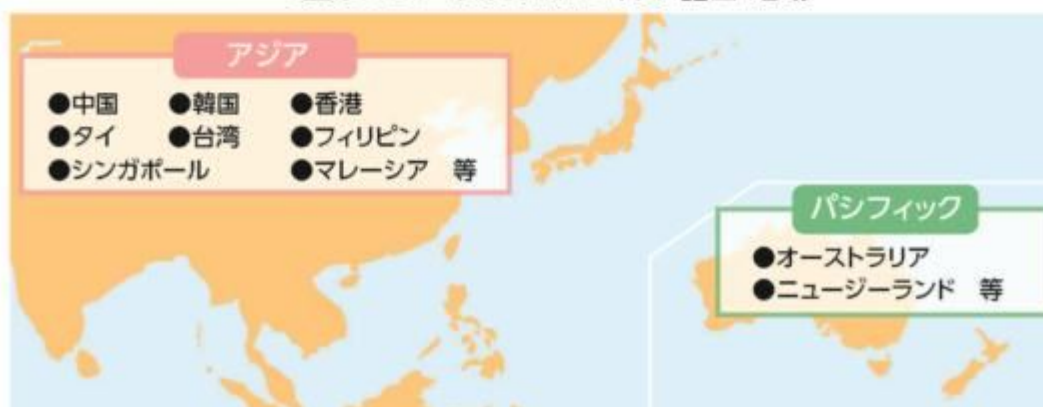 アジア
●中国 ●韓国 ●香港
●タイ ●台湾 ●フィリピン
●シンガポール ●マレーシア 等
パシフィック
●オーストラリア
●ニュージーランド 等